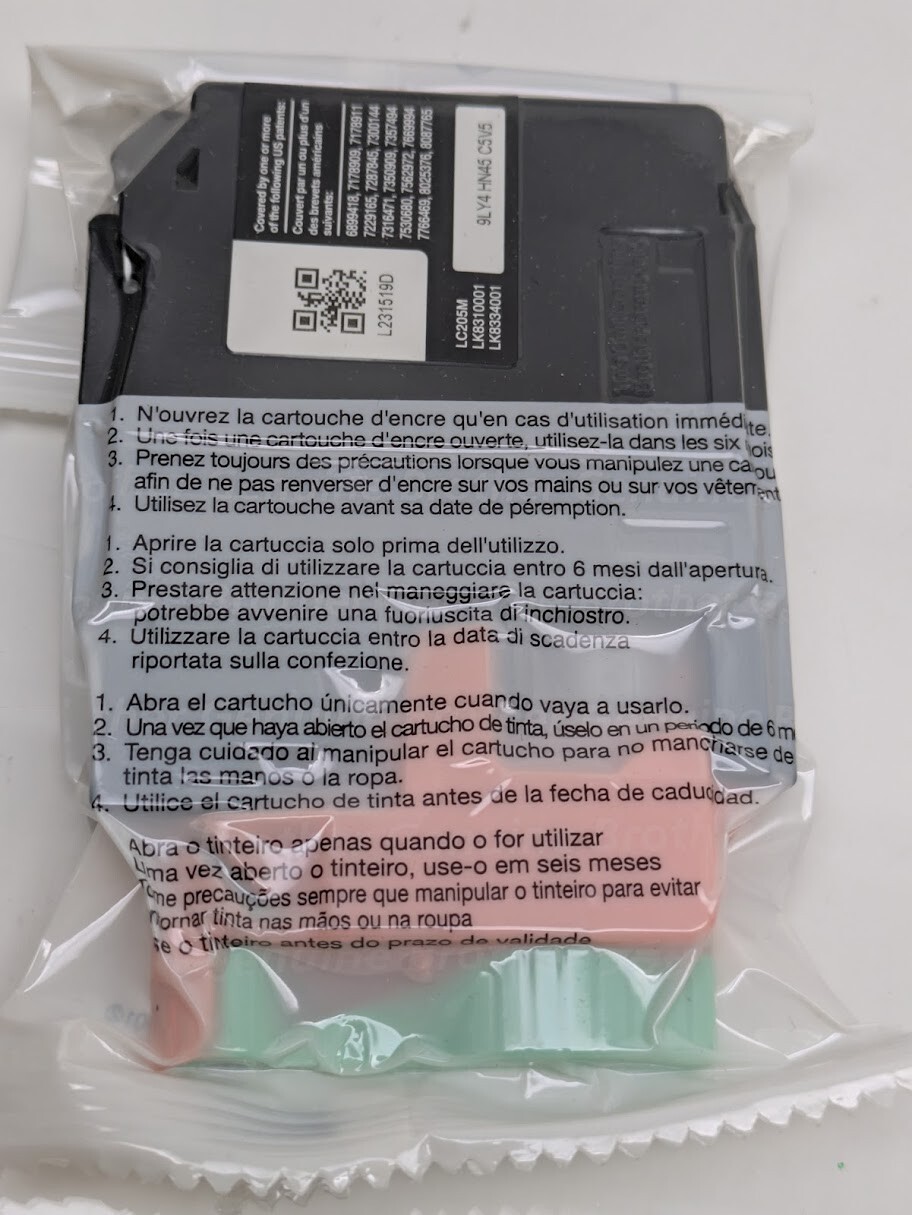 Covered by one or more
of the following US patents:
Couvert par un ou plus d'un
des brevets américains
suivants:
6899418, 7178909, 7178911
7229165, 7287845, 7300144
7316471, 7350909, 7357494
7530680, 7562972, 7669994
7766469, 8025376, 8087765
9LY4 HN45 C5V5
L231519D
LC205M
LK8310001
LK8334001
1. N'ouvrez la cartouche d'encre qu'en cas d'utilisation immédiate.
2. Une fois une cartouche d'encre ouverte, utilisez-la dans les six mois
3. Prenez toujours des précautions lorsque vous manipulez une
afin de ne pas renverser d'encre sur vos mains ou sur vos vêtement
4. Utilisez la cartouche avant sa date de péremption.
1. Aprire la cartuccia solo prima dell'utilizzo.
2. Si consiglia di utilizzare la cartuccia entro 6 mesi dall'apertura.
3. Prestare attenzione nel maneggiare la cartuccia:
potrebbe avvenire una fuoriuscita di inchiostro.
4. Utilizzare la cartuccia entro la data di scadenza
riportata sulla confezione.
1. Abra el cartucho únicamente cuando vaya a usarlo.
2. Una vez que haya abierto el cartucho de tinta, úselo en un periodo de 6 m
3. Tenga cuidado al manipular el cartucho para no mancharse de
tinta las manos o la ropa.
4. Utilice el cartucho de tinta antes de la fecha de caducidad.
Abra o tinteiro apenas quando o for utilizar
Uma vez aberto o tinteiro, use-o em seis meses
Tome precauções sempre que manipular o tinteiro para evitar
tinta nas mãos ou na roupa
o tinteiro antes do prazo de validade